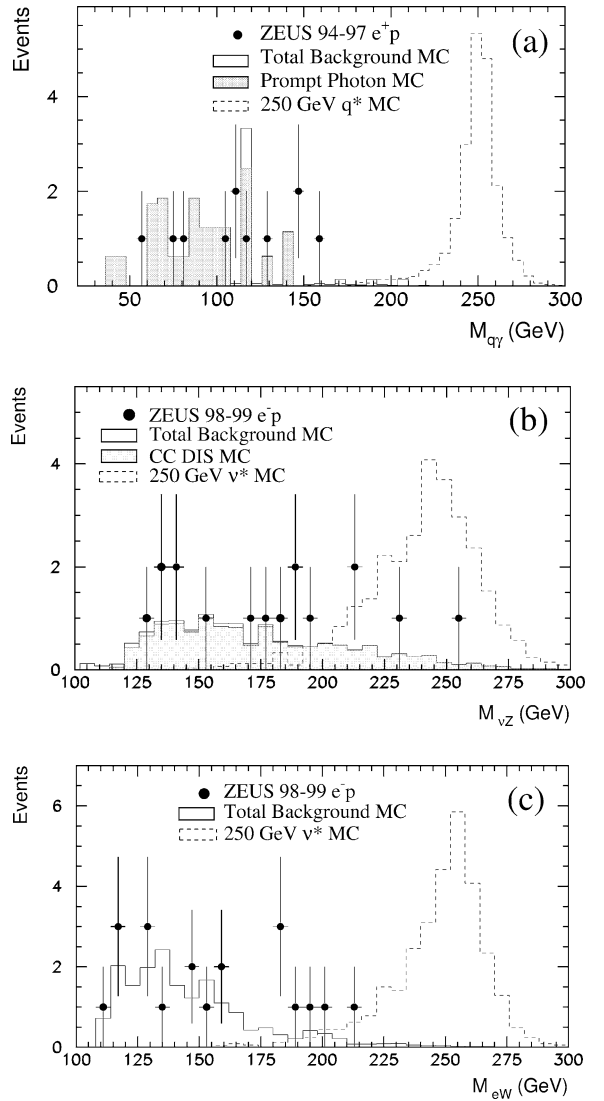 Events
(a)
ZEUS 94-97 e⁺p
Total Background MC
Prompt Photon MC
250 GeV q* MC
4
2
0
50 100 150 200 250 300
M_qγ (GeV)
Events
(b)
ZEUS 98-99 e⁻p
Total Background MC
CC DIS MC
250 GeV ν* MC
4
2
0
100 125 150 175 200 225 250 275 300
M_νZ (GeV)
Events
(c)
ZEUS 98-99 e⁻p
Total Background MC
250 GeV ν* MC
6
4
2
0
100 125 150 175 200 225 250 275 300
M_eW (GeV)